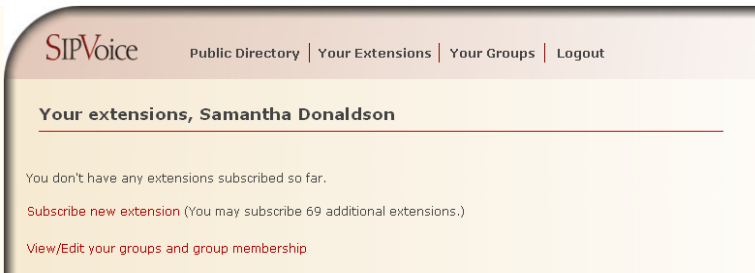 SIPVoice Public Directory | Your Extensions | Your Groups | Logout
Your extensions, Samantha Donaldson
You don't have any extensions subscribed so far.
Subscribe new extension (You may subscribe 69 additional extensions.)
View/Edit your groups and group membership